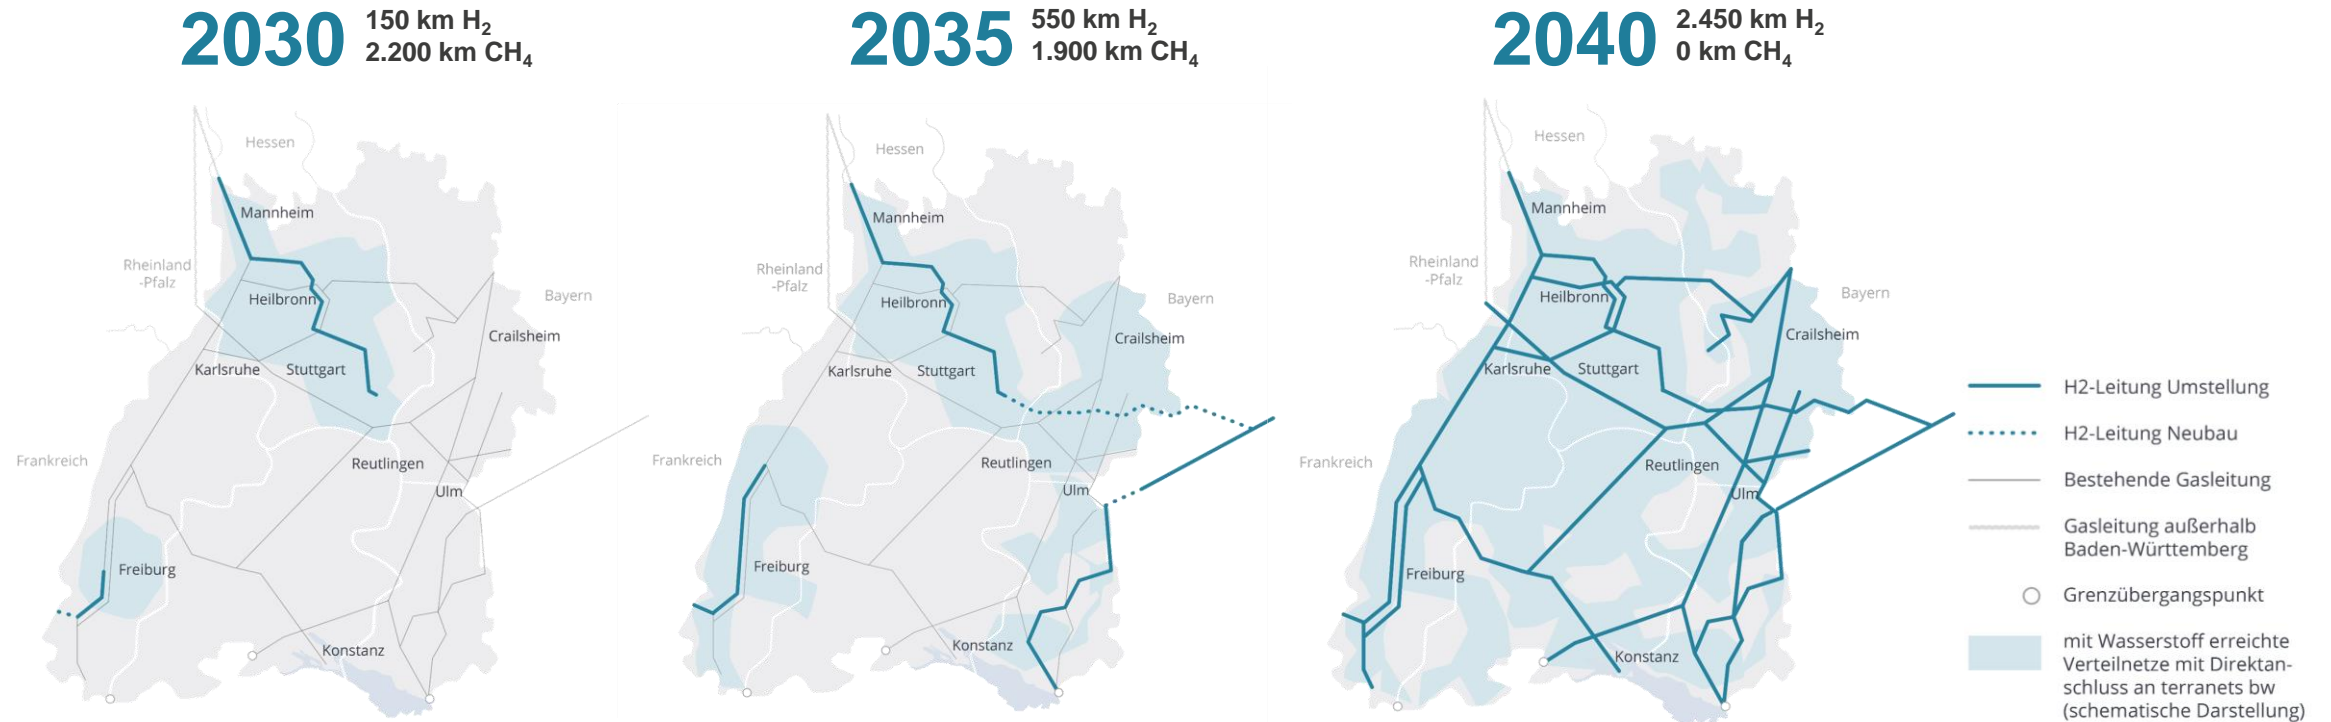 2030
150 km H₂
2.200 km CH₄
2035
550 km H₂
1.900 km CH₄
2040
2.450 km H₂
0 km CH₄
Hessen
Mannheim
Rheinland
-Pfalz
Heilbronn
Bayern
Crailsheim
Karlsruhe
Stuttgart
Frankreich
Reutlingen
Ulm
Freiburg
Konstanz
Hessen
Mannheim
Rheinland
-Pfalz
Heilbronn
Bayern
Crailsheim
Karlsruhe
Stuttgart
Frankreich
Reutlingen
Ulm
Freiburg
Konstanz
Hessen
Mannheim
Rheinland
-Pfalz
Heilbronn
Bayern
Crailsheim
Karlsruhe
Stuttgart
Frankreich
Reutlingen
Ulm
Freiburg
Konstanz
H2-Leitung Umstellung
H2-Leitung Neubau
Bestehende Gasleitung
Gasleitung außerhalb
Baden-Württemberg
Grenzübergangspunkt
mit Wasserstoff erreichte
Verteilnetze mit Direktan-
schluss an terranets bw
(schematische Darstellung)